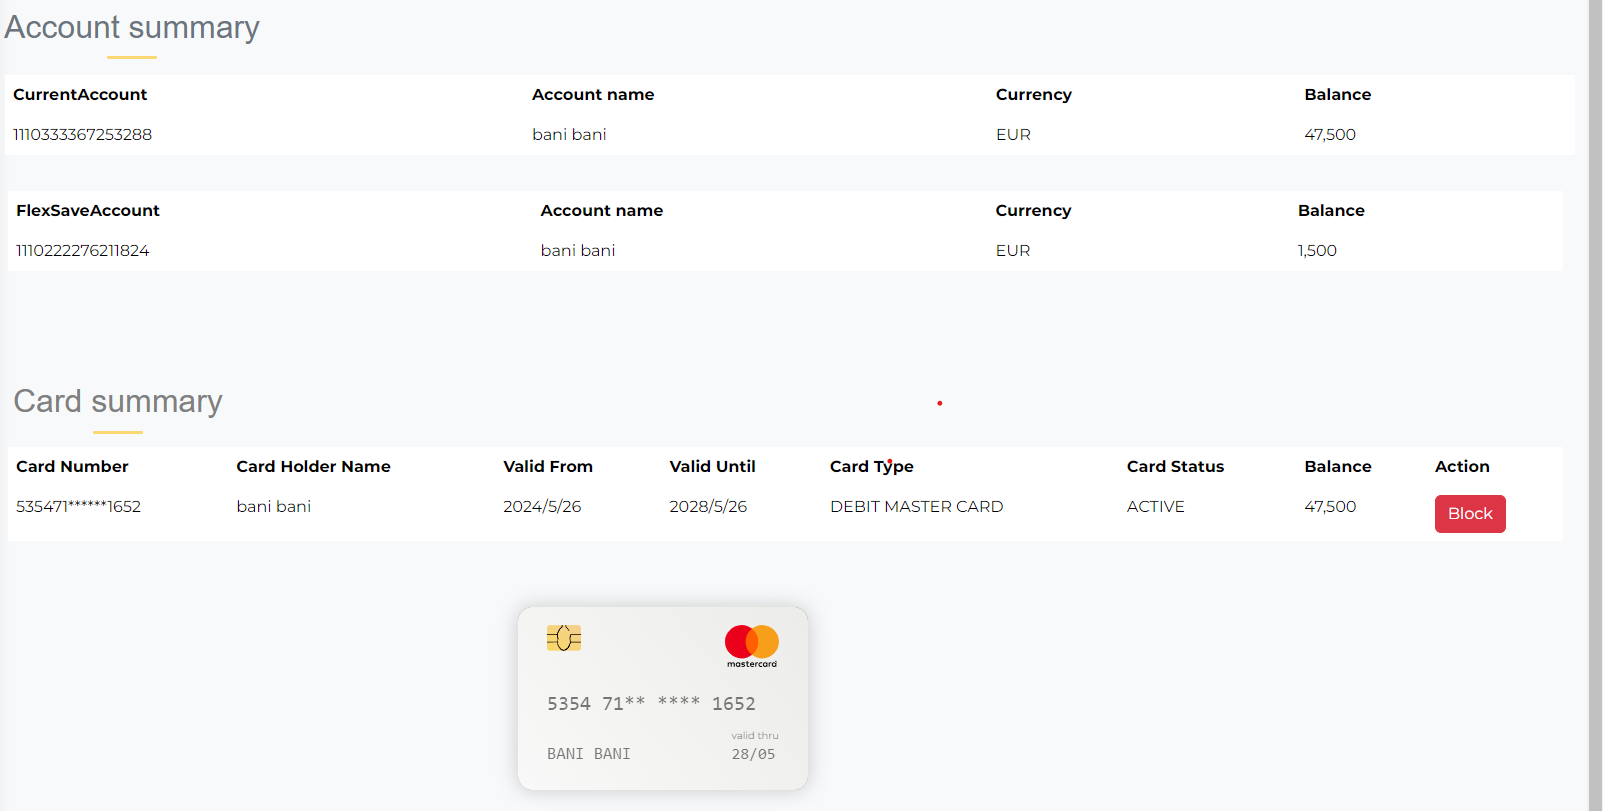 Account summary
CurrentAccount Account name Currency Balance
1110333367253288 bani bani EUR 47,500
FlexSaveAccount Account name Currency Balance
1110222276211824 bani bani EUR 1,500
Card summary
Card Number Card Holder Name Valid From Valid Until Card Type Card Status Balance Action
535471******1652 bani bani 2024/5/26 2028/5/26 DEBIT MASTER CARD ACTIVE 47,500 Block
mastercard
5354 71** **** 1652
valid thru
BANI BANI 28/05